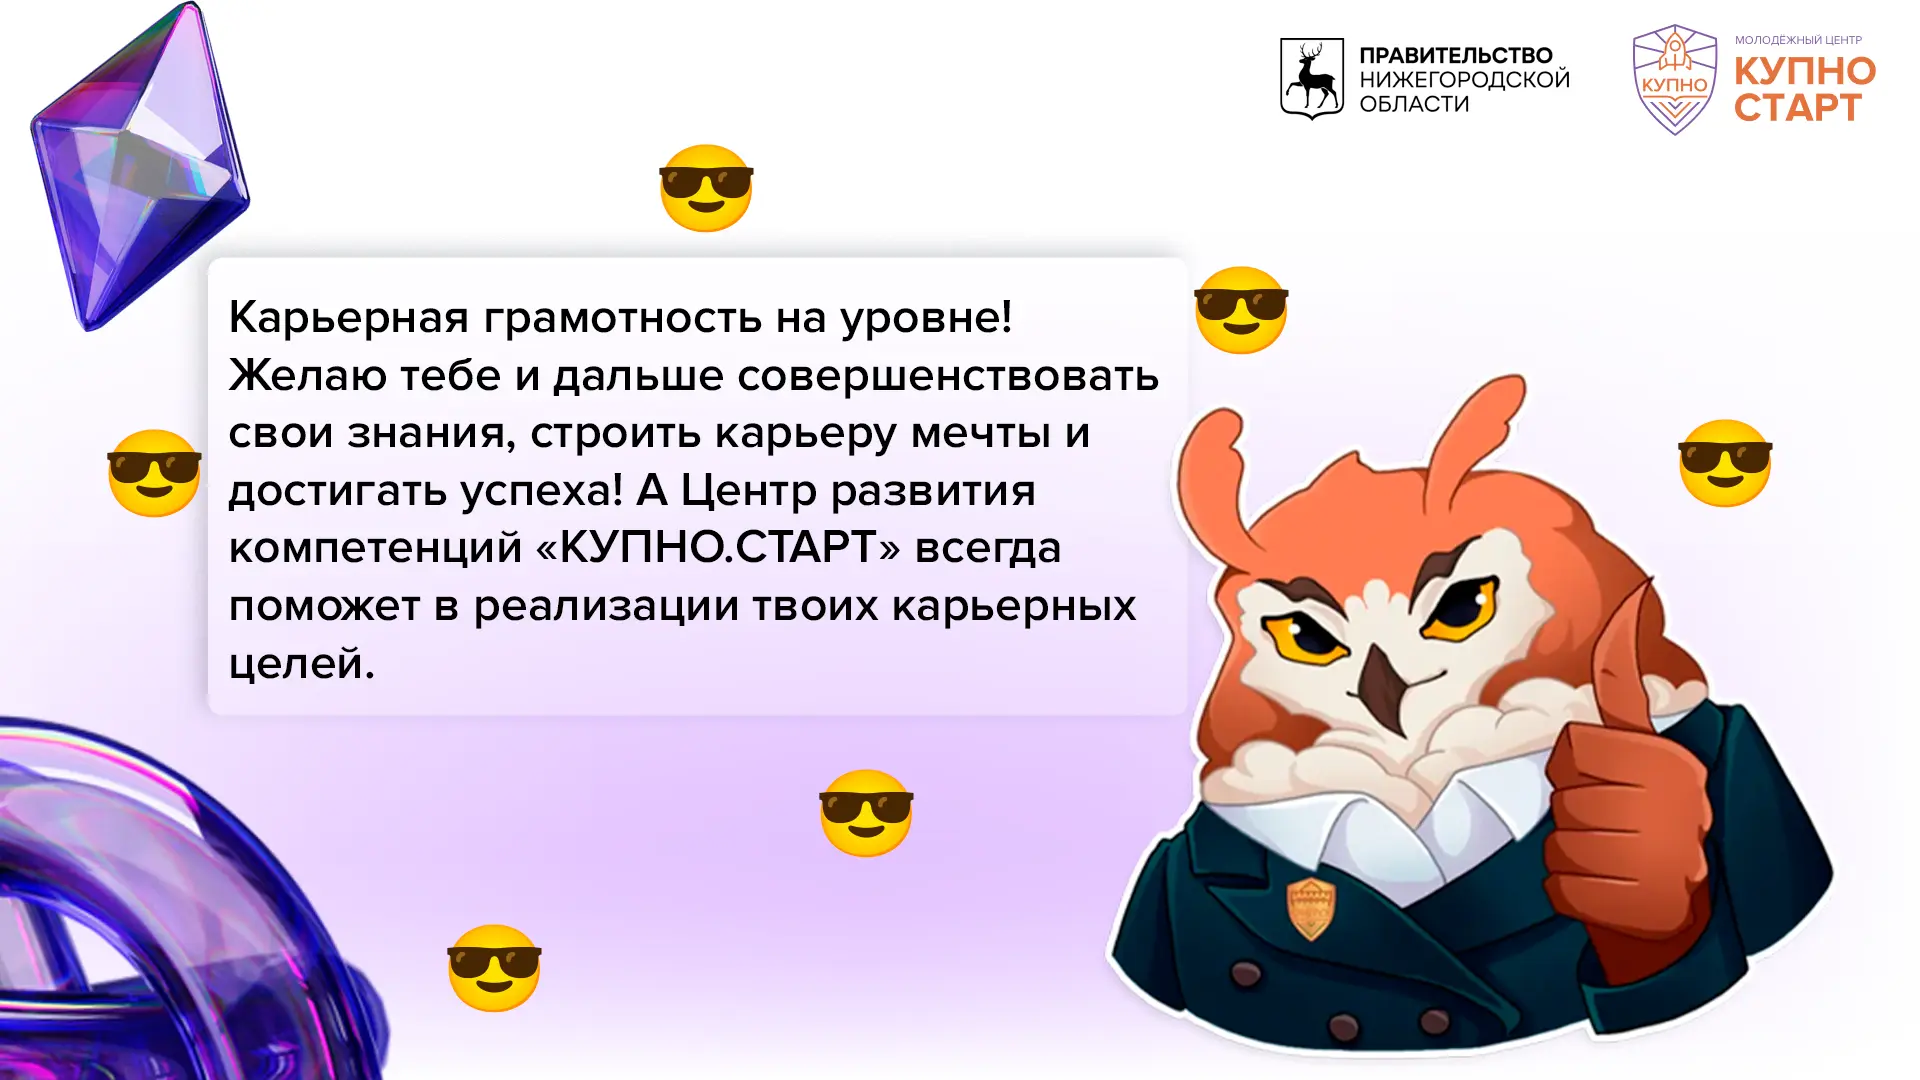 ПРАВИТЕЛЬСТВО
НИЖЕГОРОДСКОЙ
ОБЛАСТИ
КУПНО
МОЛОДЁЖНЫЙ ЦЕНТР
КУПНО
СТАРТ
Карьерная грамотность на уровне!
Желаю тебе и дальше совершенствовать
свои знания, строить карьеру мечты и
достигать успеха! А Центр развития
компетенций «КУПНО.СТАРТ» всегда
поможет в реализации твоих карьерных
целей.